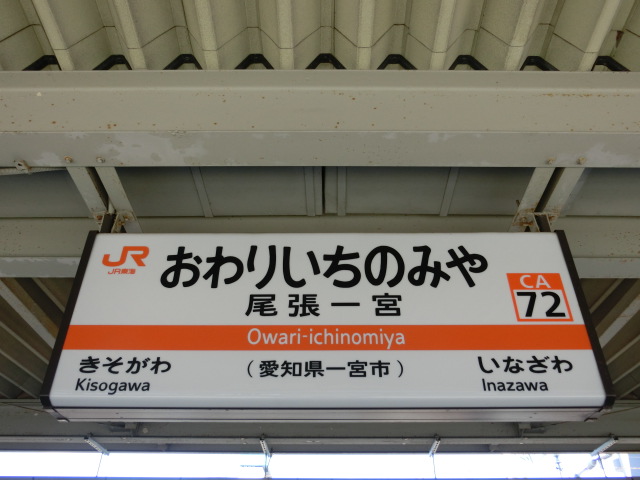 JR
JR東海
おわりいちのみや
尾張一宮
CA
72
Owari-ichinomiya
きそがわ
Kisogawa
（愛知県一宮市）
いなざわ
Inazawa